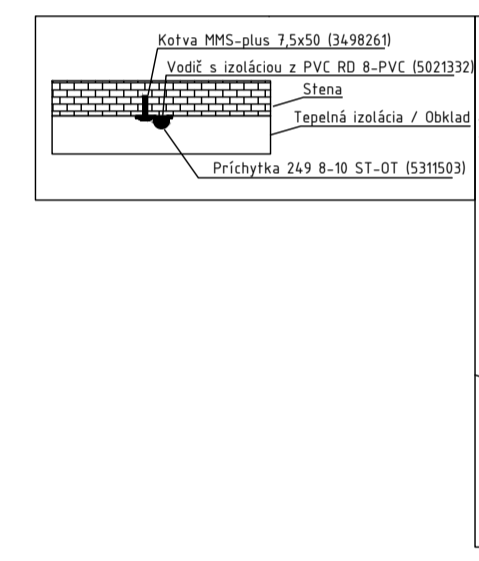 Kotva MMS-plus 7,5x50 (3498261)
Vodič s izoláciou z PVC RD 8-PVC (5021332)
Stena
Tepelná izolácia / Obklad
Príchytka 249 8-10 ST-OT (5311503)